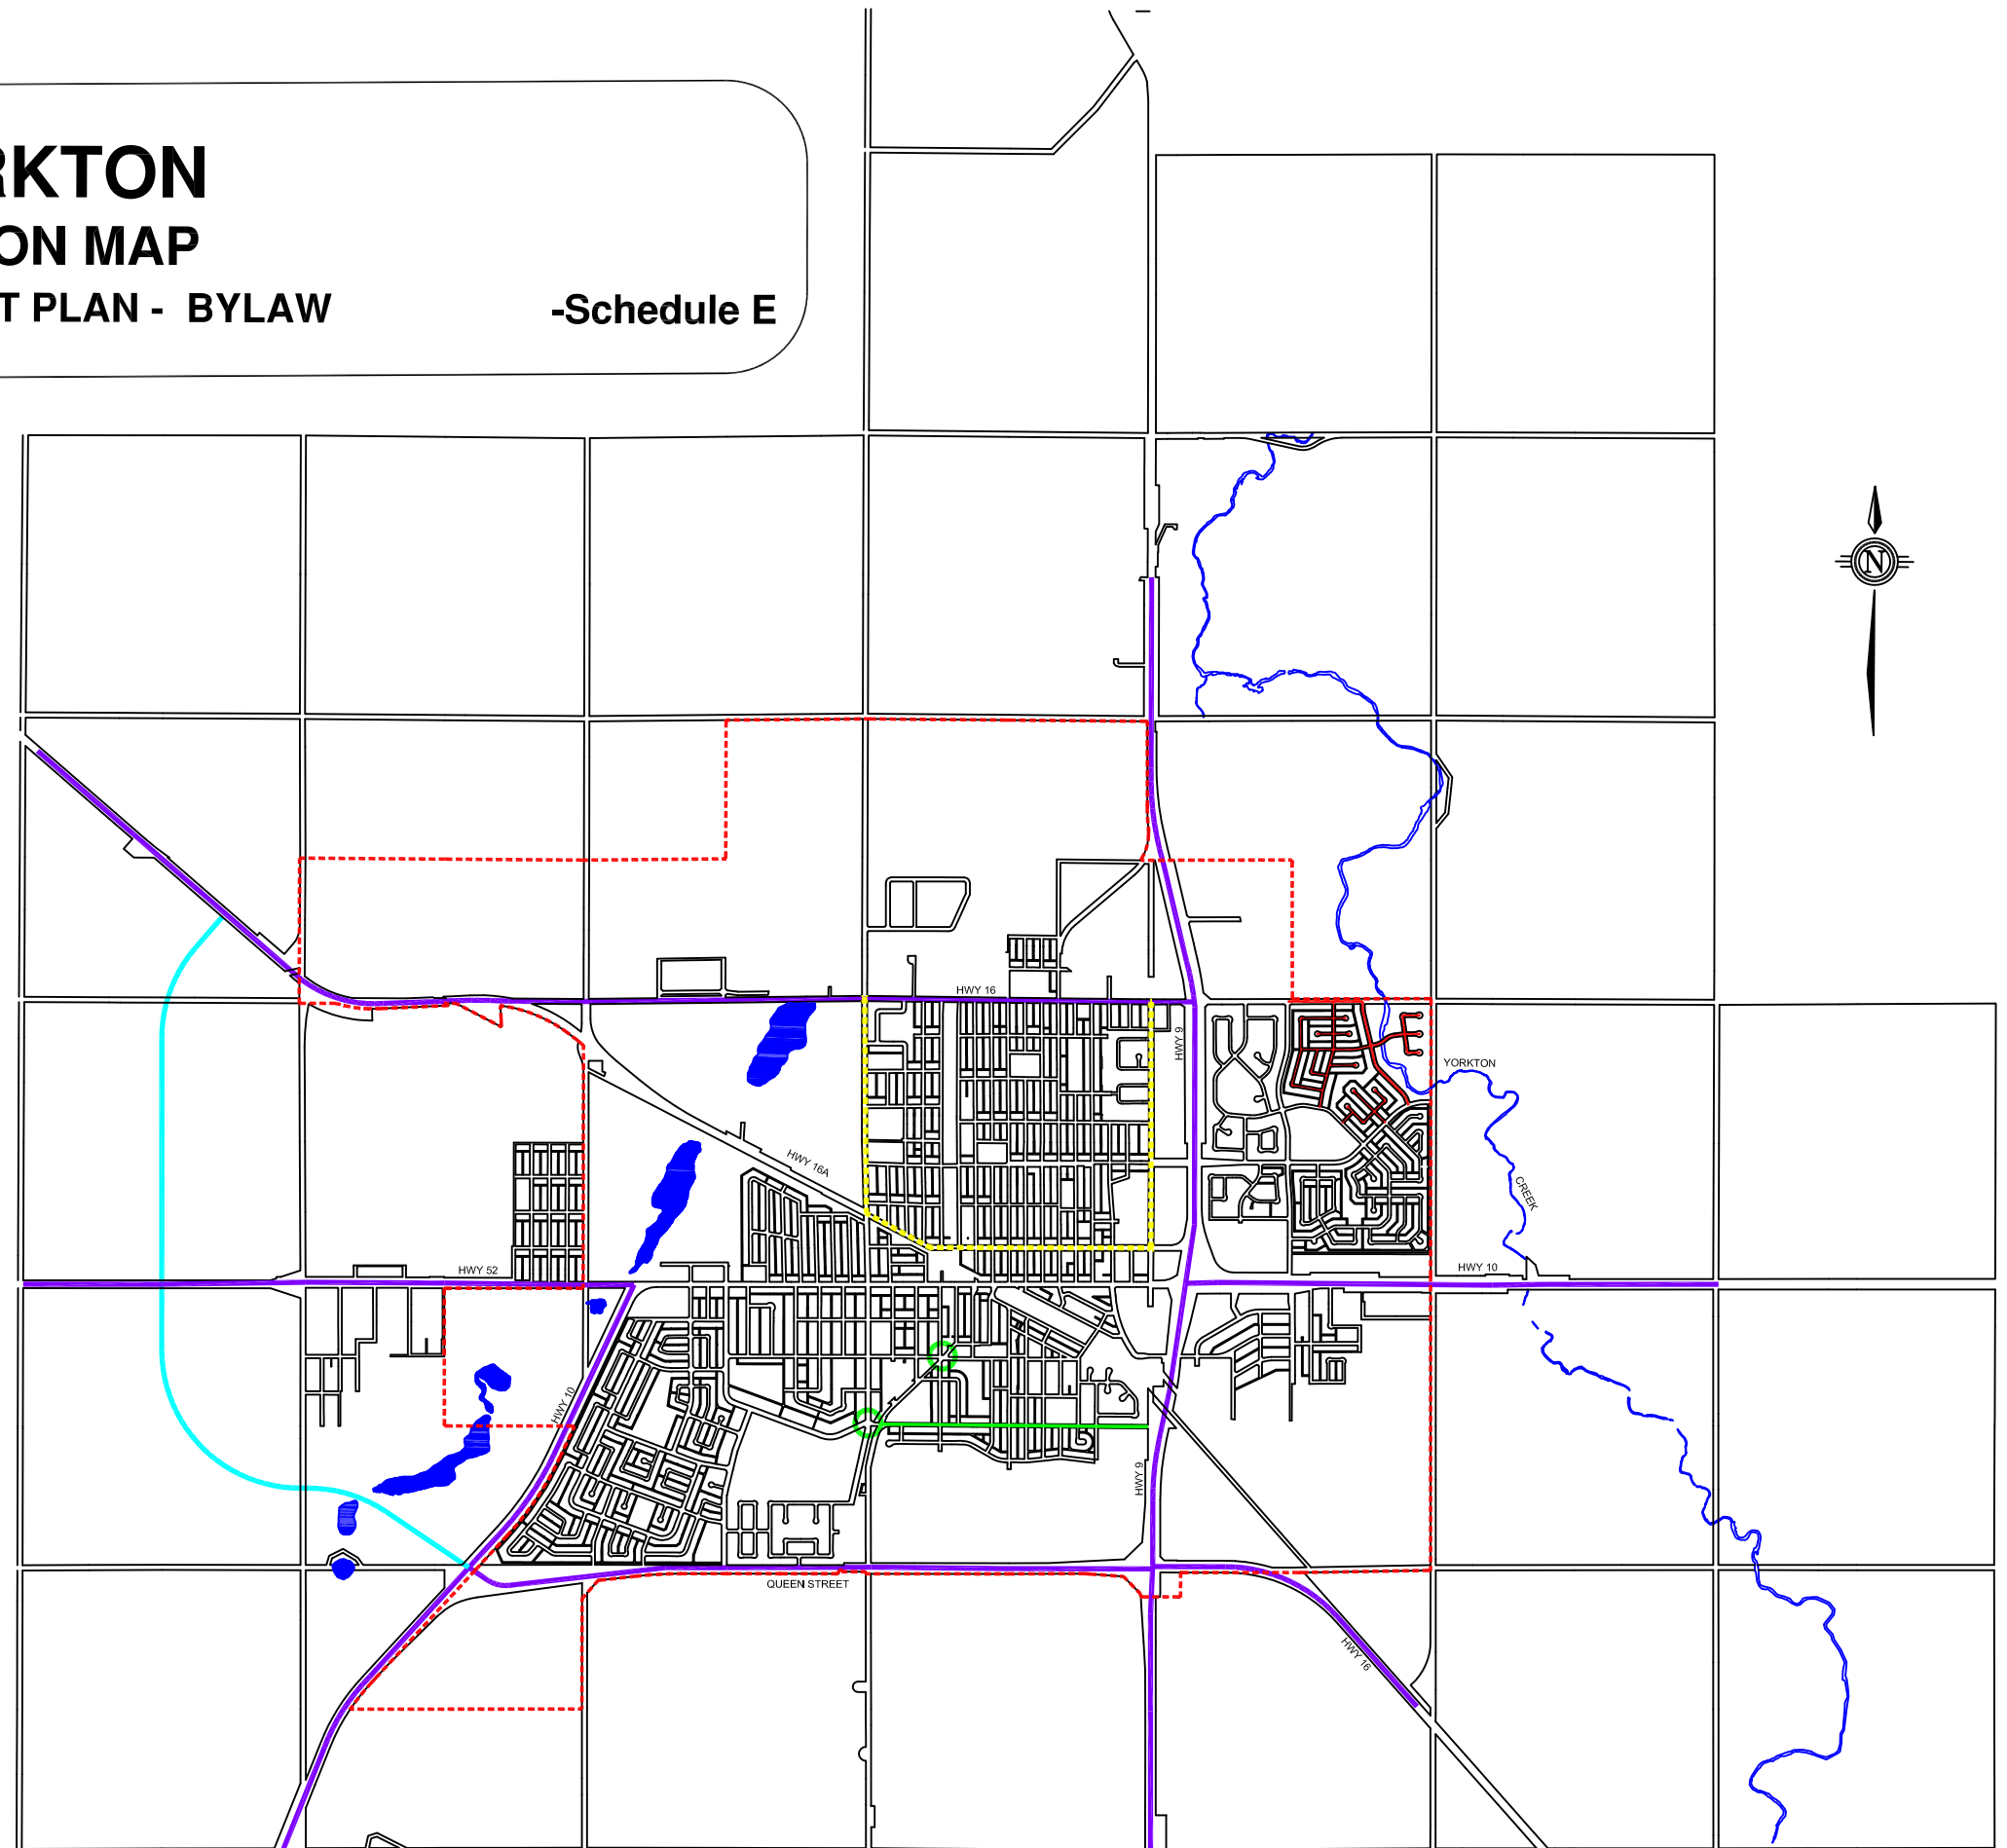 RKTON
ON MAP
T PLAN - BYLAW -Schedule E
N
HWY 16
HWY 9
YORKTON
HWY 16A
CREEK
HWY 52
HWY 10
HWY 10
HWY 9
QUEEN STREET
HWY 16